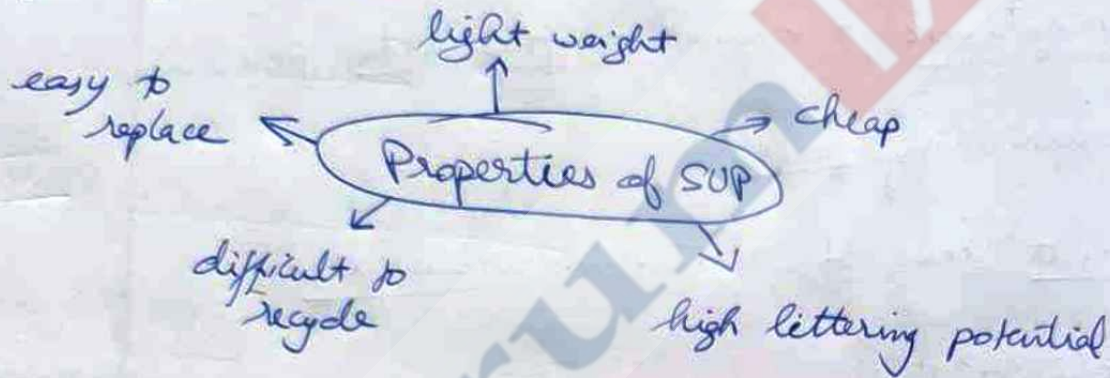 light weight
easy to
replace
cheap
Properties of SUP
difficult to
recycle
high littering potential